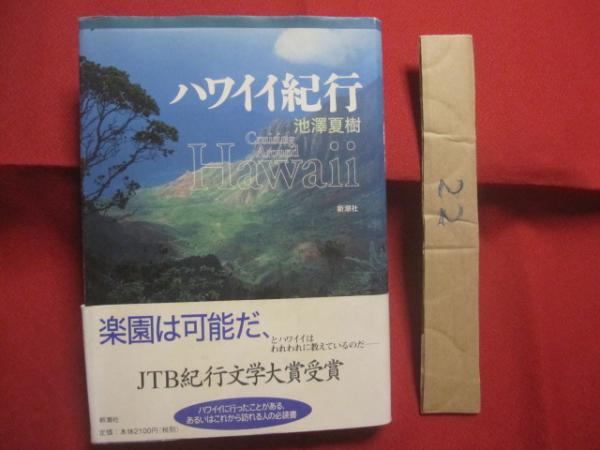 ハワイイ紀行
池澤夏樹
Cruising
Around
Hawaii
新潮社
楽園は可能だ、
とハワイイは
われわれに教えているのだ——
JTB紀行文学大賞受賞
ハワイイに行ったことがある、
あるいはこれから訪れる人の必読書
新潮社
定価：本体2100円（税別）
22